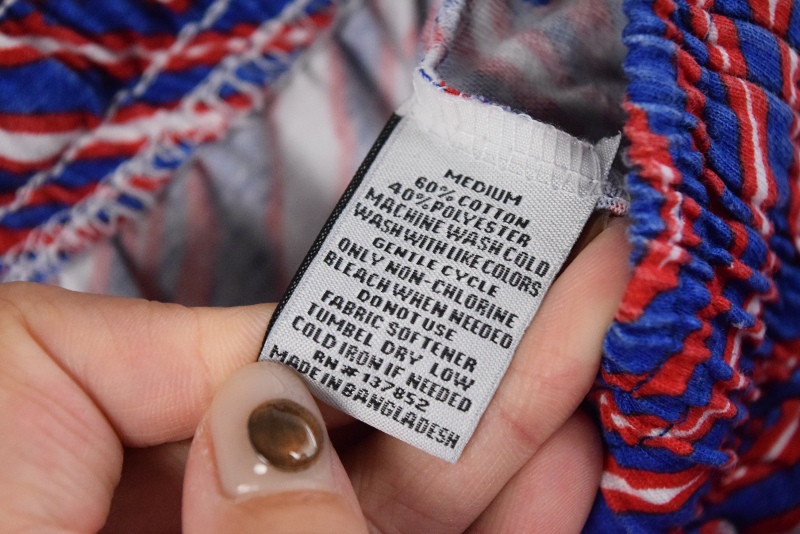 MEDIUM
60% COTTON
40% POLYESTER
MACHINE WASH COLD
WASH WITH LIKE COLORS
GENTLE CYCLE
ONLY NON-CHLORINE
BLEACH WHEN NEEDED
DO NOT USE
FABRIC SOFTENER
TUMBEL DRY LOW
COLD IRON IF NEEDED
RN # 137852
MADE IN BANGLADESH